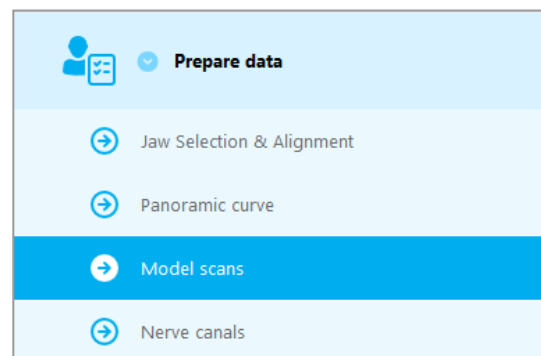 Prepare data
Jaw Selection & Alignment
Panoramic curve
Model scans
Nerve canals